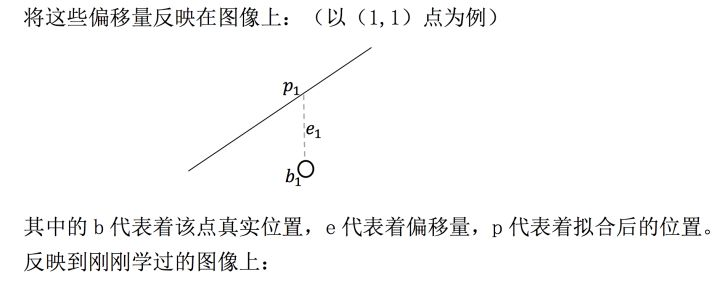 将这些偏移量反映在图像上：（以（1,1）点为例）
p₁
e₁
b₁
其中的 b 代表着该点真实位置，e 代表着偏移量，p 代表着拟合后的位置。
反映到刚刚学过的图像上：